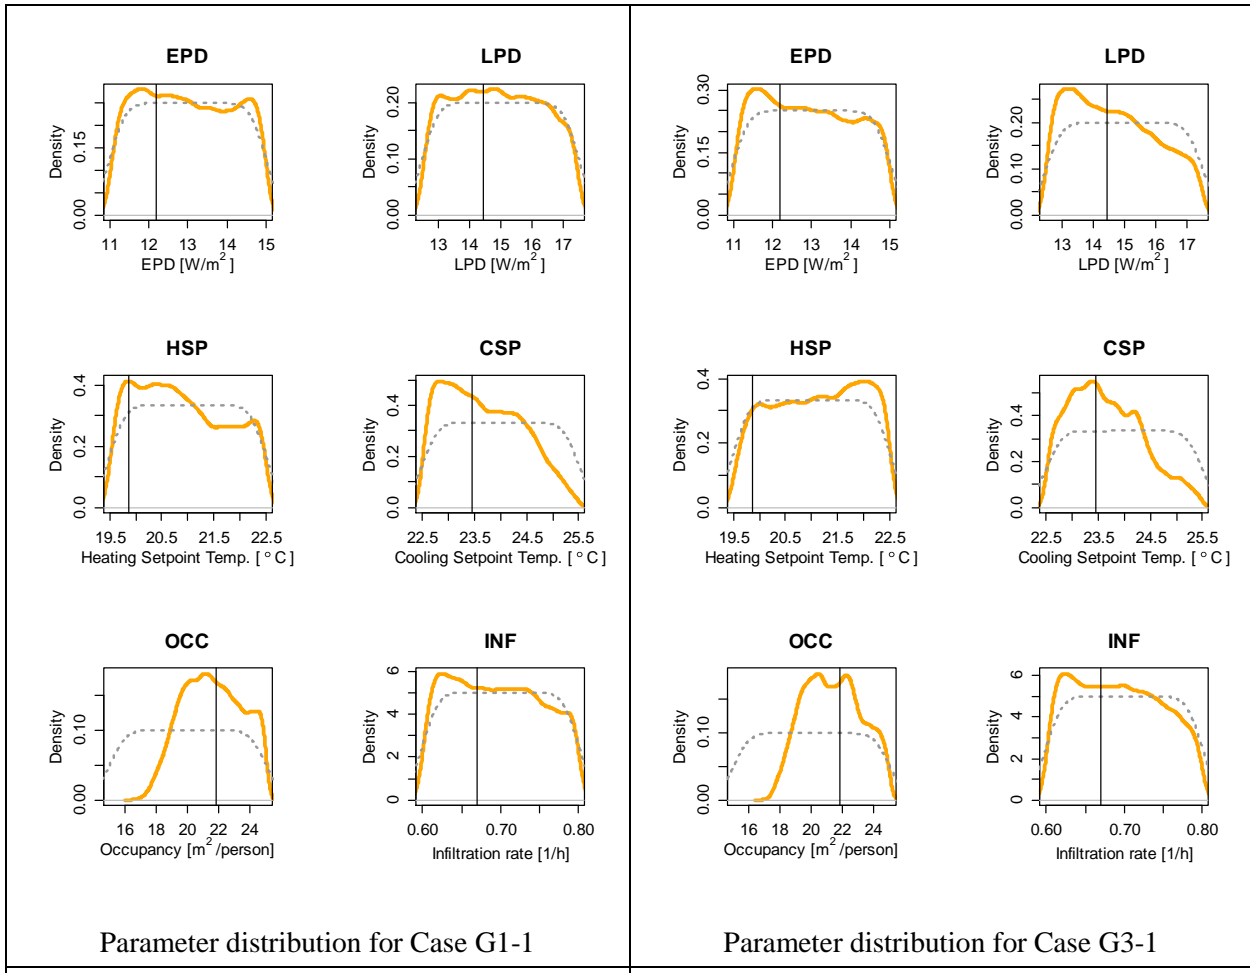 EPD
Density
0.00 0.15
11 12 13 14 15
EPD [W/m2 ]
LPD
Density
0.00 0.10 0.20
13 14 15 16 17
LPD [W/m2 ]
HSP
Density
0.0 0.2 0.4
19.5 20.5 21.5 22.5
Heating Setpoint Temp. [ ° C ]
CSP
Density
0.0 0.2 0.4
22.5 23.5 24.5 25.5
Cooling Setpoint Temp. [ ° C ]
OCC
Density
0.00 0.10
16 18 20 22 24
Occupancy [m2 /person]
INF
Density
0 2 4 6
0.60 0.70 0.80
Infiltration rate [1/h]
Parameter distribution for Case G1-1
EPD
Density
0.00 0.15 0.30
11 12 13 14 15
EPD [W/m2 ]
LPD
Density
0.00 0.10 0.20
13 14 15 16 17
LPD [W/m2 ]
HSP
Density
0.0 0.2 0.4
19.5 20.5 21.5 22.5
Heating Setpoint Temp. [ ° C ]
CSP
Density
0.0 0.2 0.4
22.5 23.5 24.5 25.5
Cooling Setpoint Temp. [ ° C ]
OCC
Density
0.00 0.10
16 18 20 22 24
Occupancy [m2 /person]
INF
Density
0 2 4 6
0.60 0.70 0.80
Infiltration rate [1/h]
Parameter distribution for Case G3-1